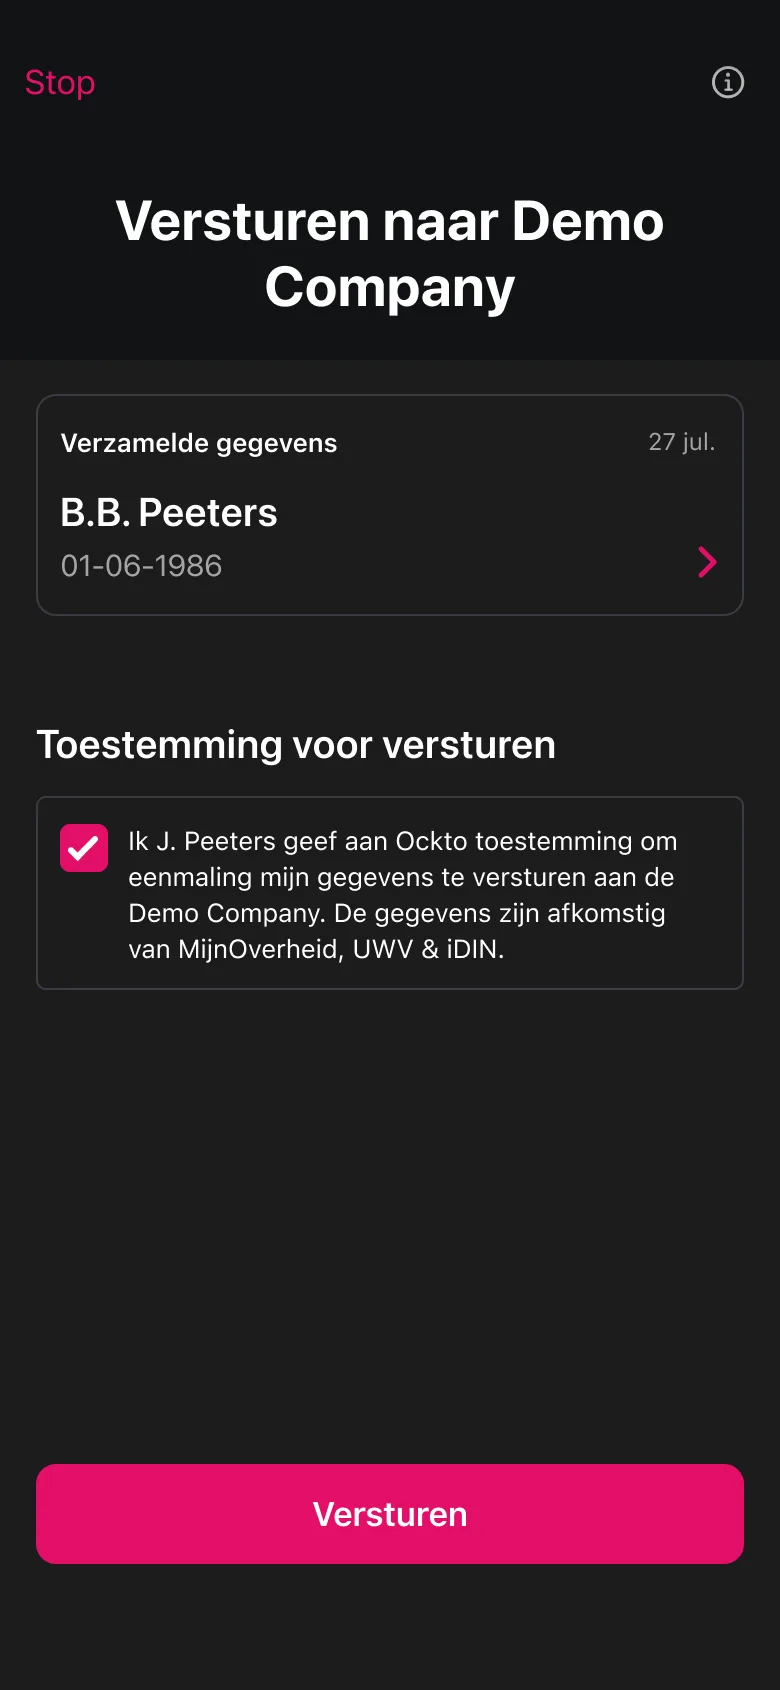 Stop
Versturen naar Demo
Company
Verzamelde gegevens
27 jul.
B.B. Peeters
01-06-1986
Toestemming voor versturen
Ik J. Peeters geef aan Ockto toestemming om
eenmaling mijn gegevens te versturen aan de
Demo Company. De gegevens zijn afkomstig
van MijnOverheid, UWV & iDIN.
Versturen